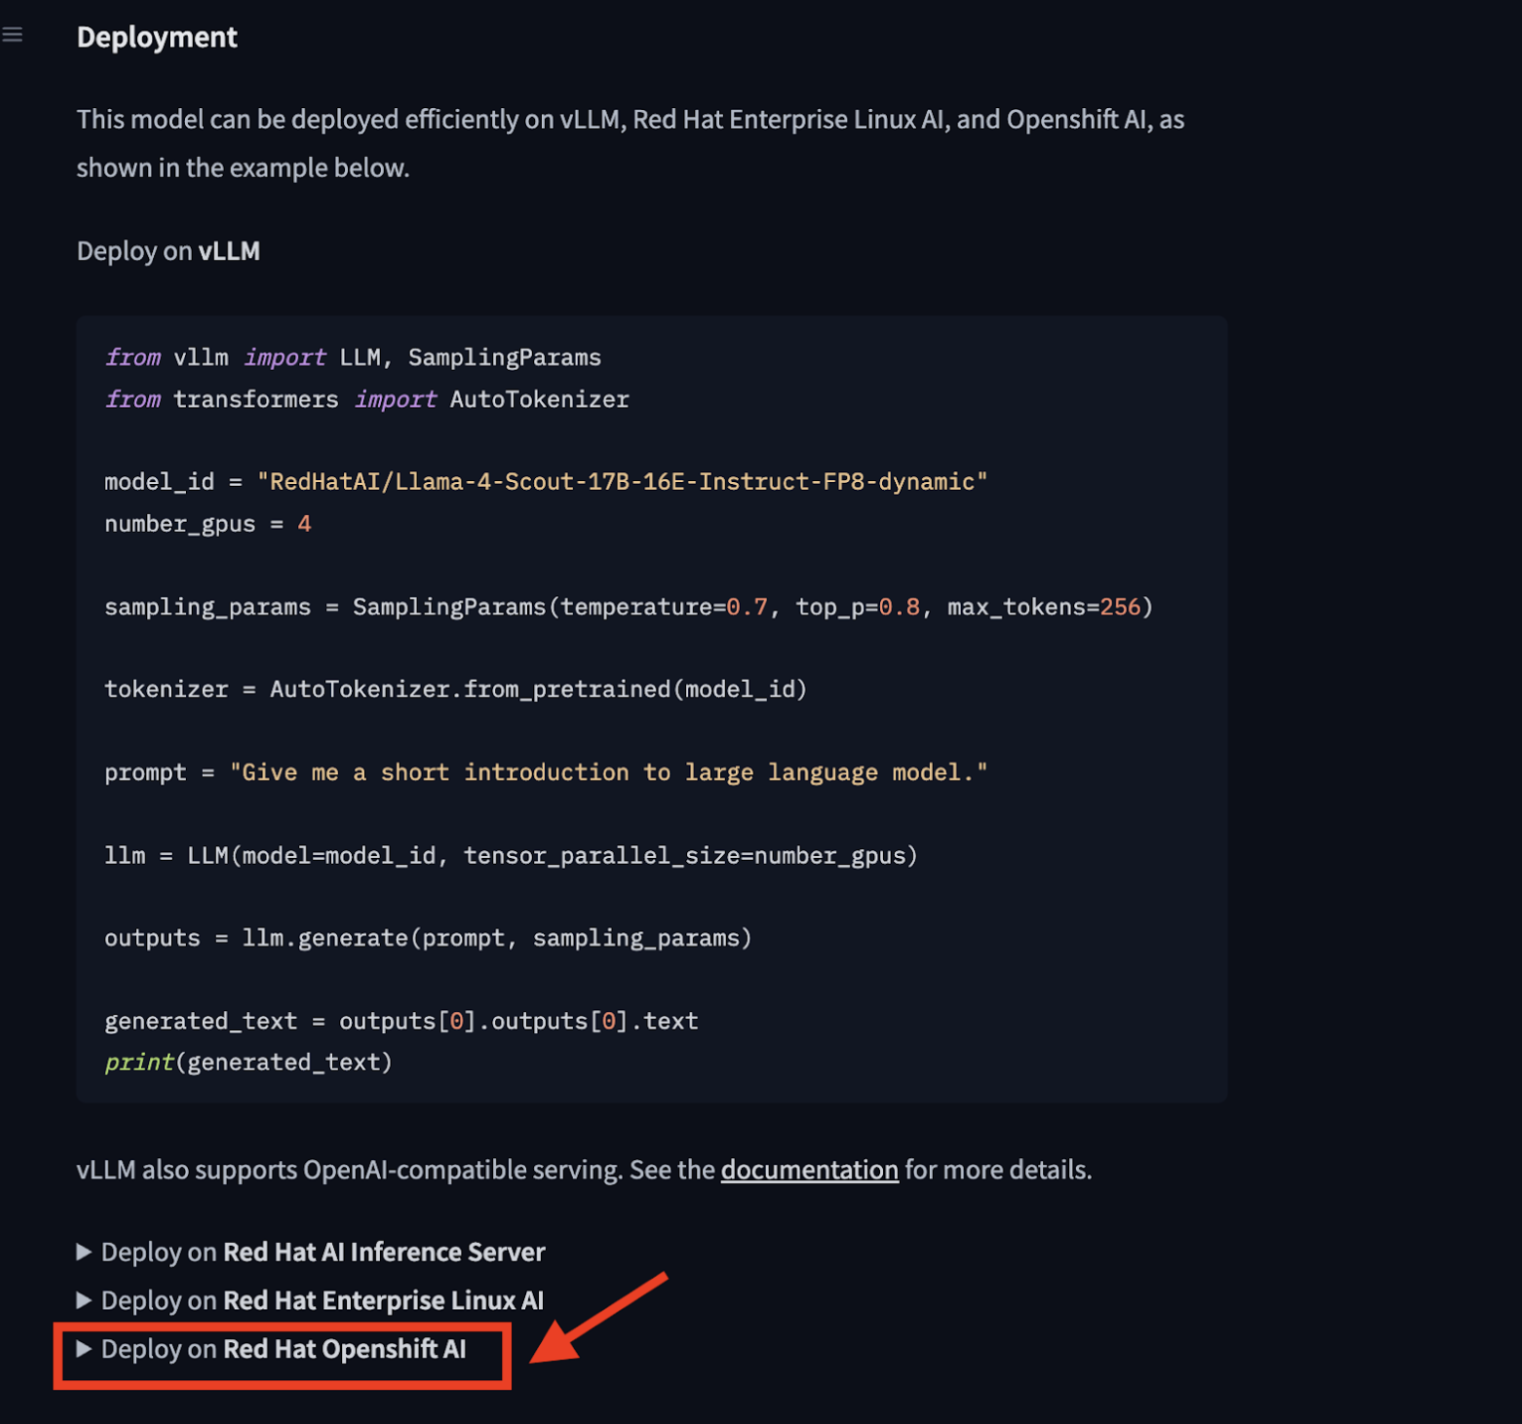 Deployment
This model can be deployed efficiently on vLLM, Red Hat Enterprise Linux AI, and Openshift AI, as
shown in the example below.
Deploy on vLLM
from vllm import LLM, SamplingParams
from transformers import AutoTokenizer
model_id = "RedHatAI/Llama-4-Scout-17B-16E-Instruct-FP8-dynamic"
number_gpus = 4
sampling_params = SamplingParams(temperature=0.7, top_p=0.8, max_tokens=256)
tokenizer = AutoTokenizer.from_pretrained(model_id)
prompt = "Give me a short introduction to large language model."
llm = LLM(model=model_id, tensor_parallel_size=number_gpus)
outputs = llm.generate(prompt, sampling_params)
generated_text = outputs[0].outputs[0].text
print(generated_text)
vLLM also supports OpenAI-compatible serving. See the documentation for more details.
Deploy on Red Hat AI Inference Server
Deploy on Red Hat Enterprise Linux AI
Deploy on Red Hat Openshift AI